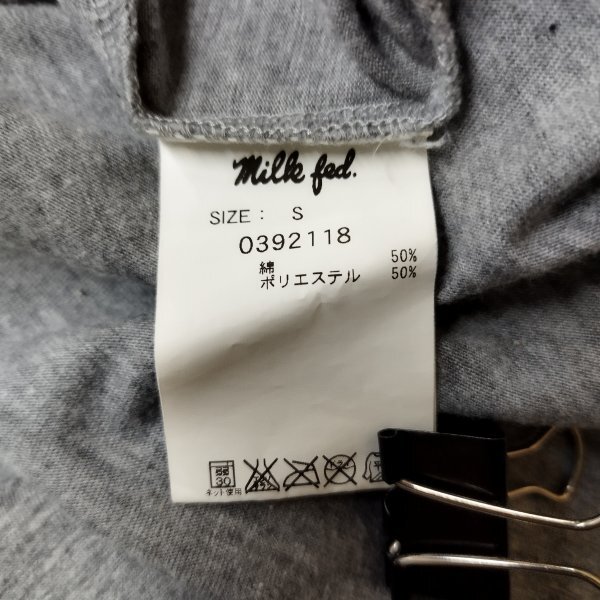 Milk fed.
SIZE : S
0392118
綿 50%
ポリエステル 50%
30
ネット使用